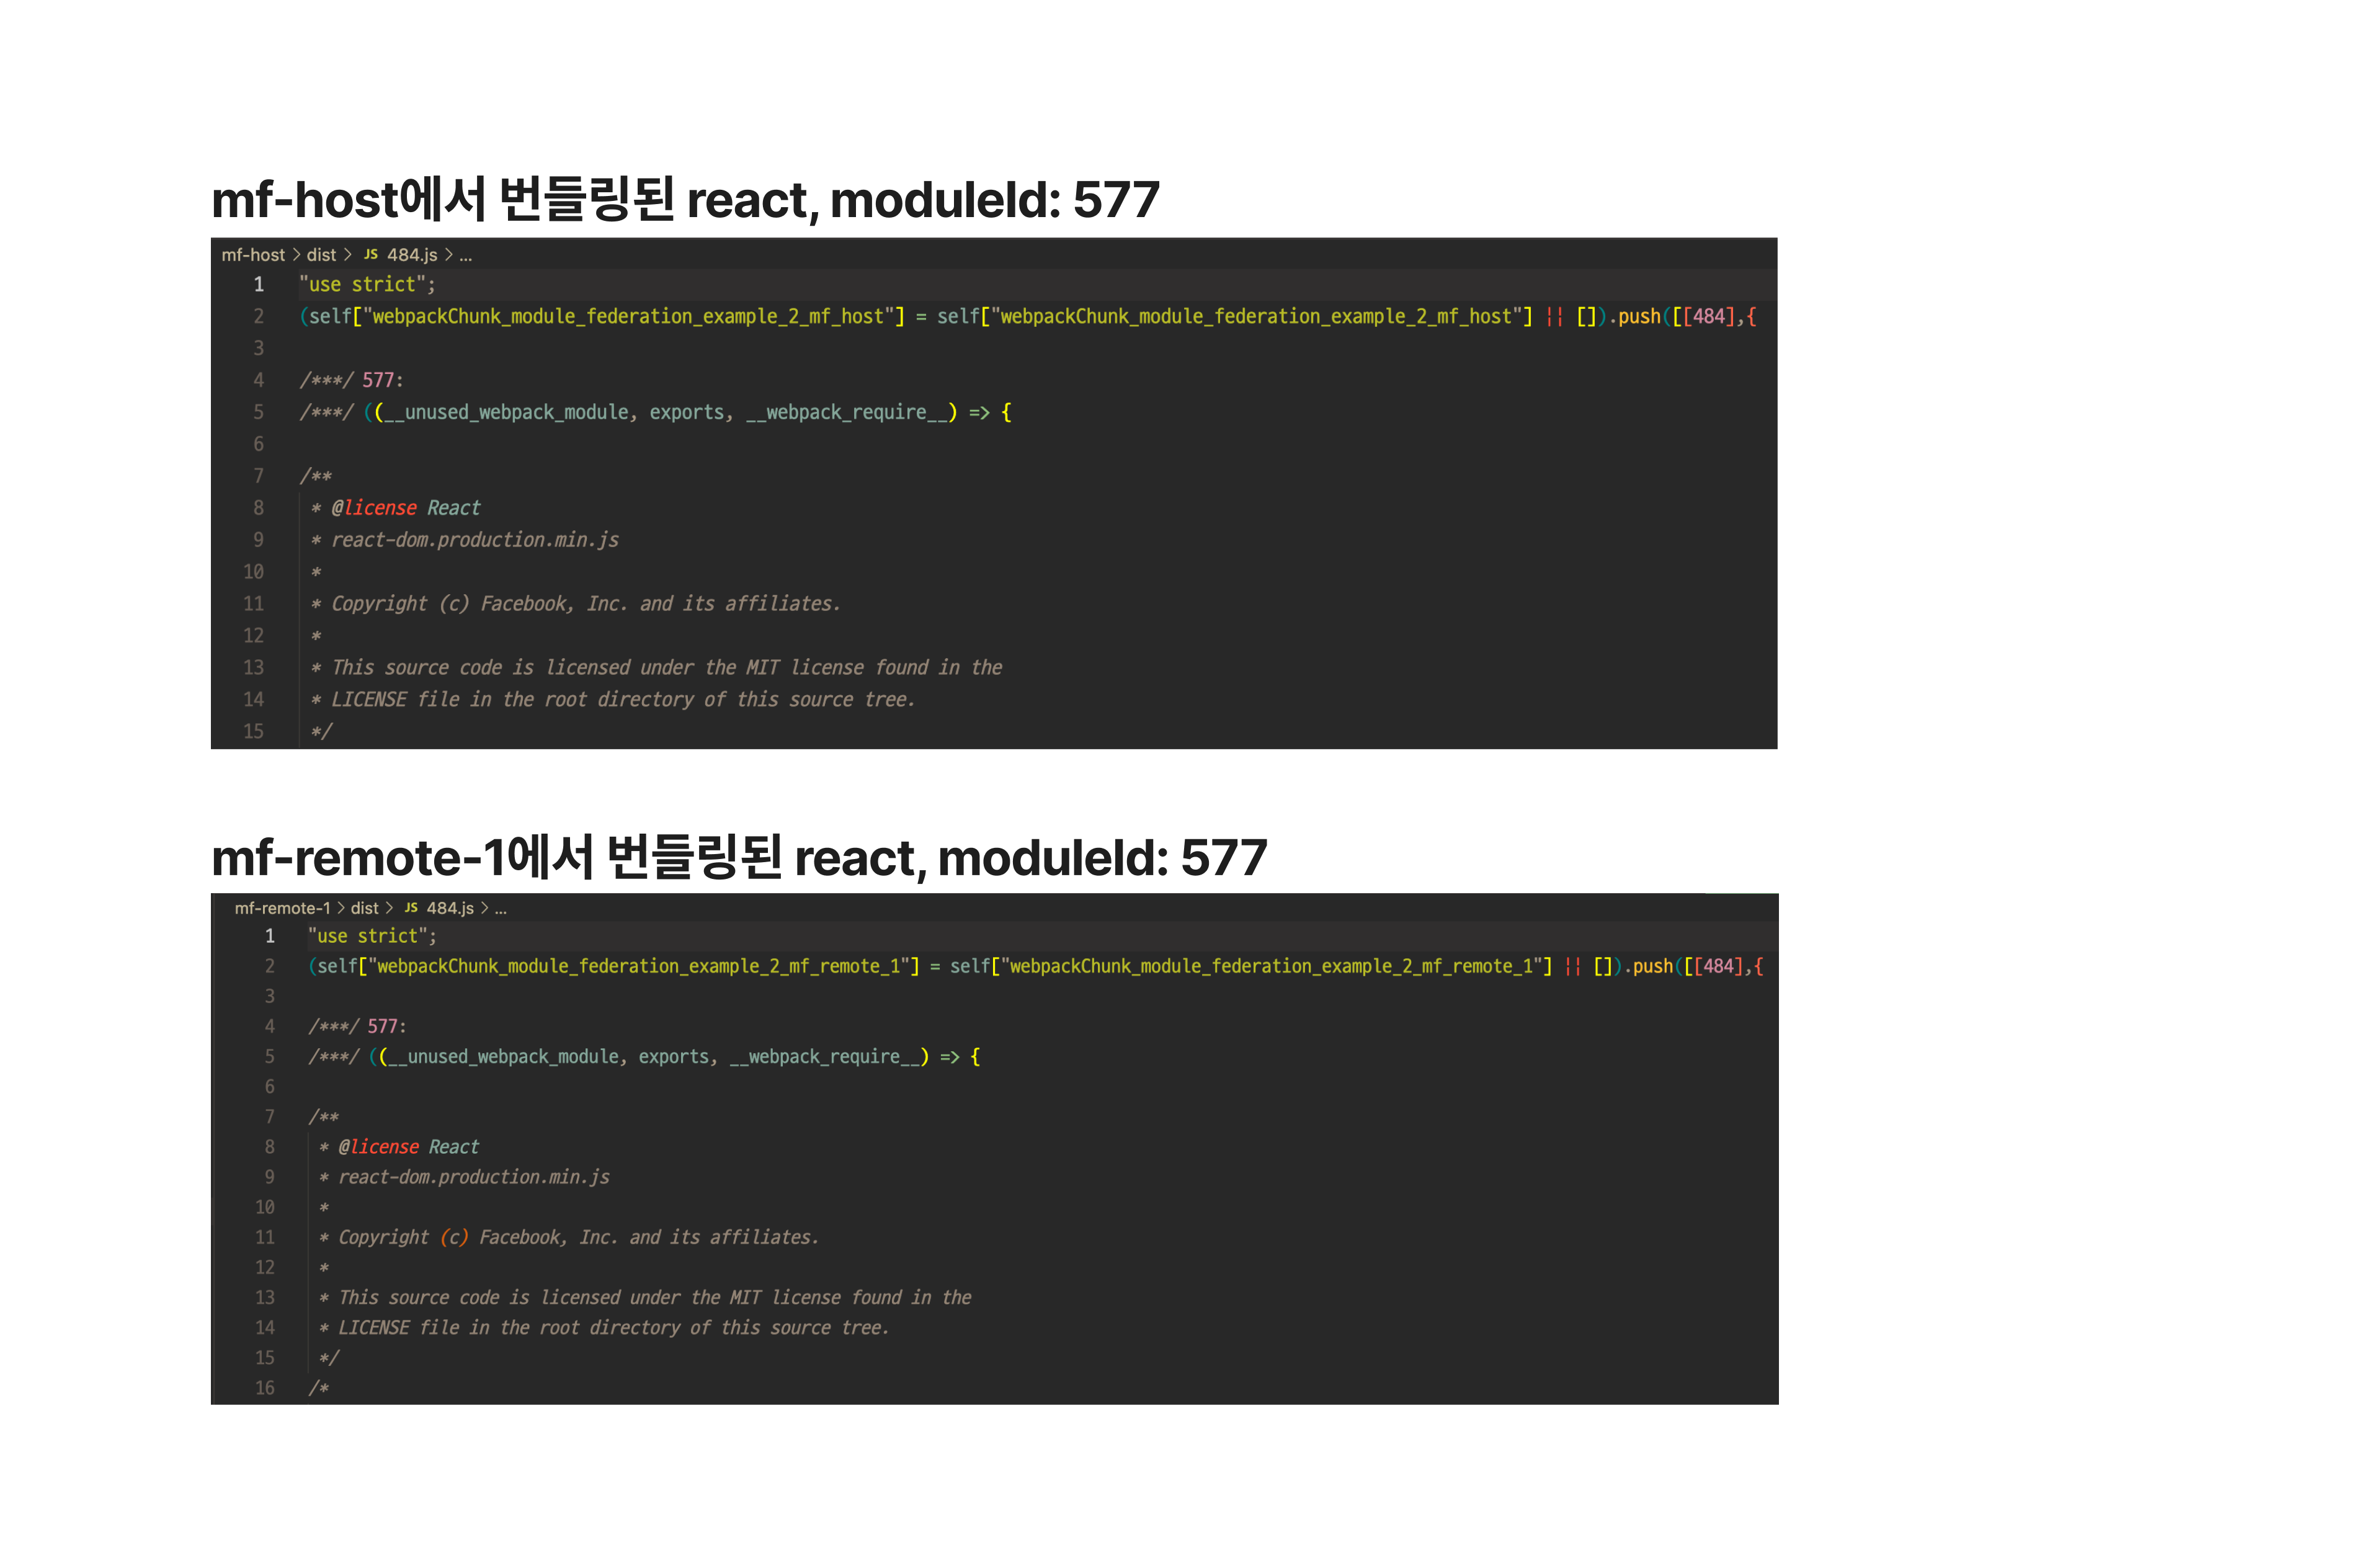 mf-host에서 번들링된 react, moduleId: 577
mf-host > dist > JS 484.js > ...
1 "use strict";
2 (self["webpackChunk_module_federation_example_2_mf_host"] = self["webpackChunk_module_federation_example_2_mf_host"] || []).push([[484],{
3
4 /***/ 577:
5 /***/ ((__unused_webpack_module, exports, __webpack_require__) => {
6
7 /**
8 * @license React
9 * react-dom.production.min.js
10 *
11 * Copyright (c) Facebook, Inc. and its affiliates.
12 *
13 * This source code is licensed under the MIT license found in the
14 * LICENSE file in the root directory of this source tree.
15 */
mf-remote-1에서 번들링된 react, moduleId: 577
mf-remote-1 > dist > JS 484.js > ...
1 "use strict";
2 (self["webpackChunk_module_federation_example_2_mf_remote_1"] = self["webpackChunk_module_federation_example_2_mf_remote_1"] || []).push([[484],{
3
4 /***/ 577:
5 /***/ ((__unused_webpack_module, exports, __webpack_require__) => {
6
7 /**
8 * @license React
9 * react-dom.production.min.js
10 *
11 * Copyright (c) Facebook, Inc. and its affiliates.
12 *
13 * This source code is licensed under the MIT license found in the
14 * LICENSE file in the root directory of this source tree.
15 */
16 /*